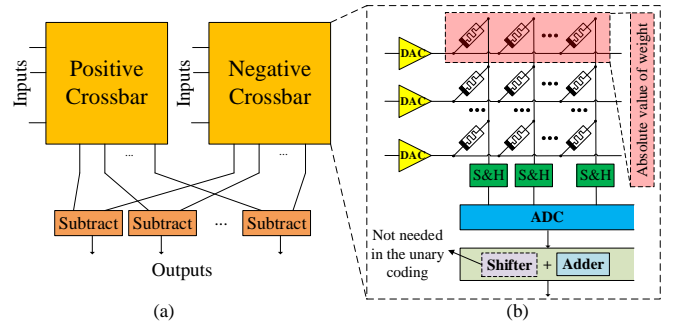 Inputs
Positive
Crossbar
...
Inputs
Negative
Crossbar
...
Subtract
Subtract
...
Subtract
Outputs
(a)
DAC
...
DAC
...
...
...
DAC
...
Absolute value of weight
S&H
S&H
S&H
ADC
Not needed
in the unary
coding
Shifter + Adder
(b)